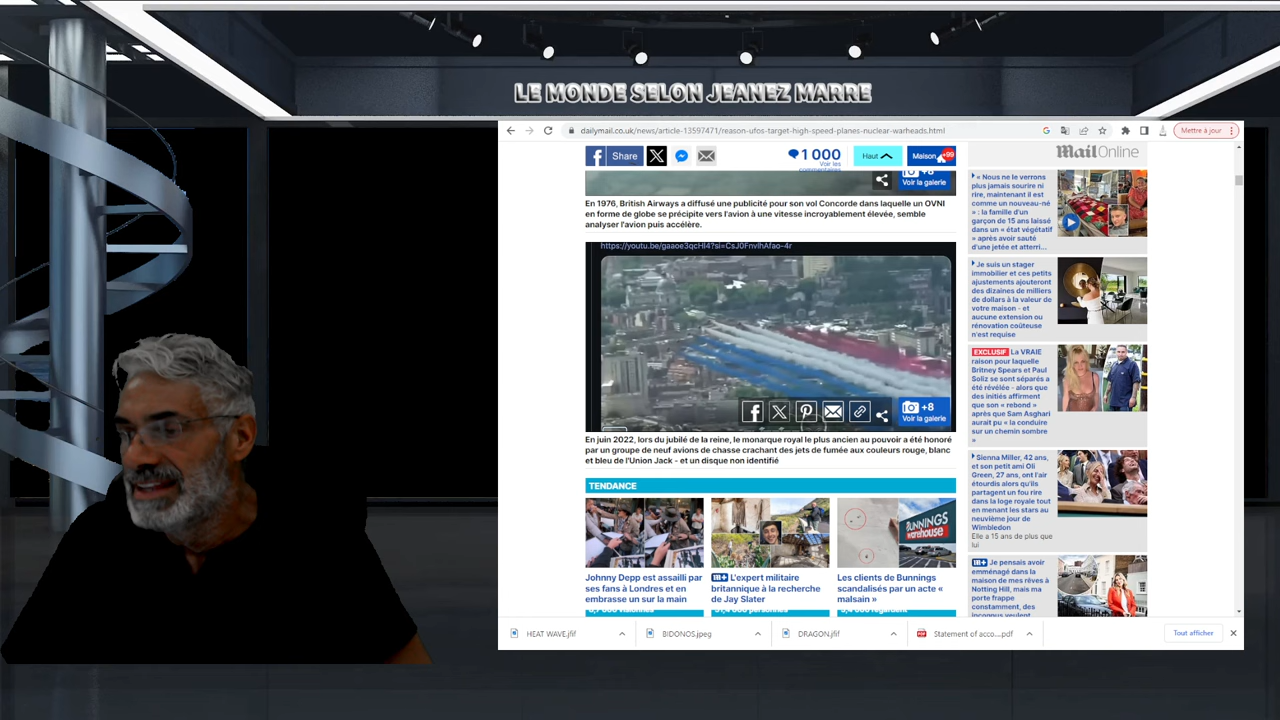 LE MONDE SELON JEANEZ MARRE
dailymail.co.uk/news/article-13597471/reason-ufos-target-high-speed-planes-nuclear-warheads.html
Mettre à jour
Share
1 000
Voir les
commentaires
Haut
Maison
+99
+8
Voir la galerie
En 1976, British Airways a diffusé une publicité pour son vol Concorde dans laquelle un OVNI
en forme de globe se précipite vers l'avion à une vitesse incroyablement élevée, semble
analyser l'avion puis accélère.
+8
Voir la galerie
En juin 2022, lors du jubilé de la reine, le monarque royal le plus ancien au pouvoir a été honoré
par un groupe de neuf avions de chasse crachant des jets de fumée aux couleurs rouge, blanc
et bleu de l'Union Jack - et un disque non identifié
TENDANCE
BUNNINGS
warehouse
Johnny Depp est assailli par
ses fans à Londres et en
embrasse un sur la main
M+ L'expert militaire
britannique à la recherche
de Jay Slater
Les clients de Bunnings
scandalisés par un acte «
malsain »
Mail Online
« Nous ne le verrons
plus jamais sourire ni
rire, maintenant il est
comme un nouveau-né
» : la famille d'un
garçon de 15 ans laissé
dans un « état végétatif
» après avoir sauté
d'une jetée et atterri...
Je suis un stager
immobilier et ces petits
ajustements ajouteront
des dizaines de milliers
de dollars à la valeur de
votre maison - et
aucune extension ou
rénovation coûteuse
n'est requise
EXCLUSIF La VRAIE
raison pour laquelle
Britney Spears et Paul
Soliz se sont séparés a
été révélée - alors que
des initiés affirment
que son « rebond »
après que Sam Asghari
aurait pu « la conduire
sur un chemin sombre
»
Sienna Miller, 42 ans,
et son petit ami Oli
Green, 27 ans, ont l'air
étourdis alors qu'ils
partagent un fou rire
dans la loge royale tout
en menant les stars au
neuvième jour de
Wimbledon
Elle a 15 ans de plus que
lui
M+ Je pensais avoir
emménagé dans la
maison de mes rêves à
Notting Hill, mais ma
porte frappe
constamment, des
inconnus veulent
HEAT WAVE.jfif
BIDONOS.jpeg
DRAGON.jfif
Statement of acco....pdf
Tout afficher